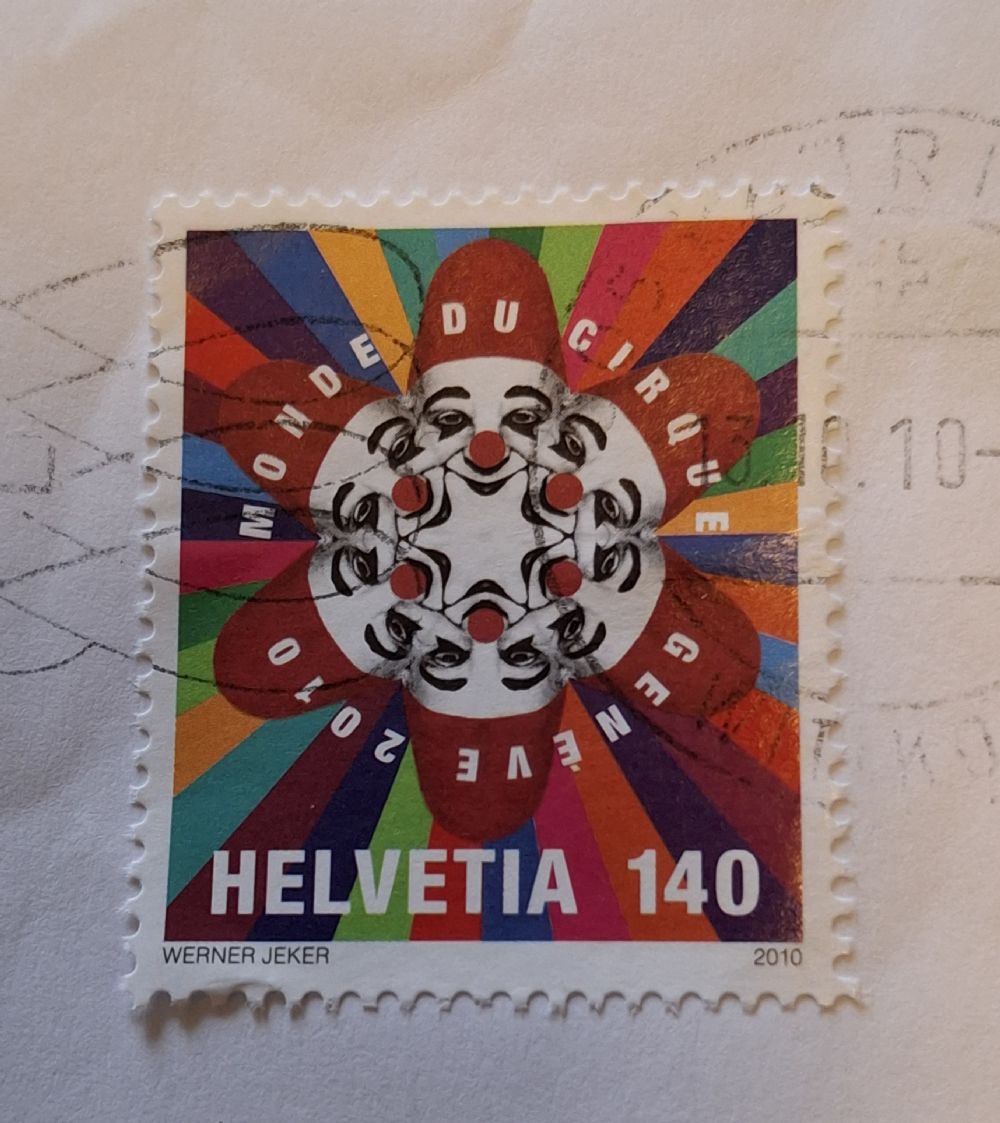 MONDE DU CIRQUE GENÈVE 2010
HELVETIA 140
WERNER JEKER 2010